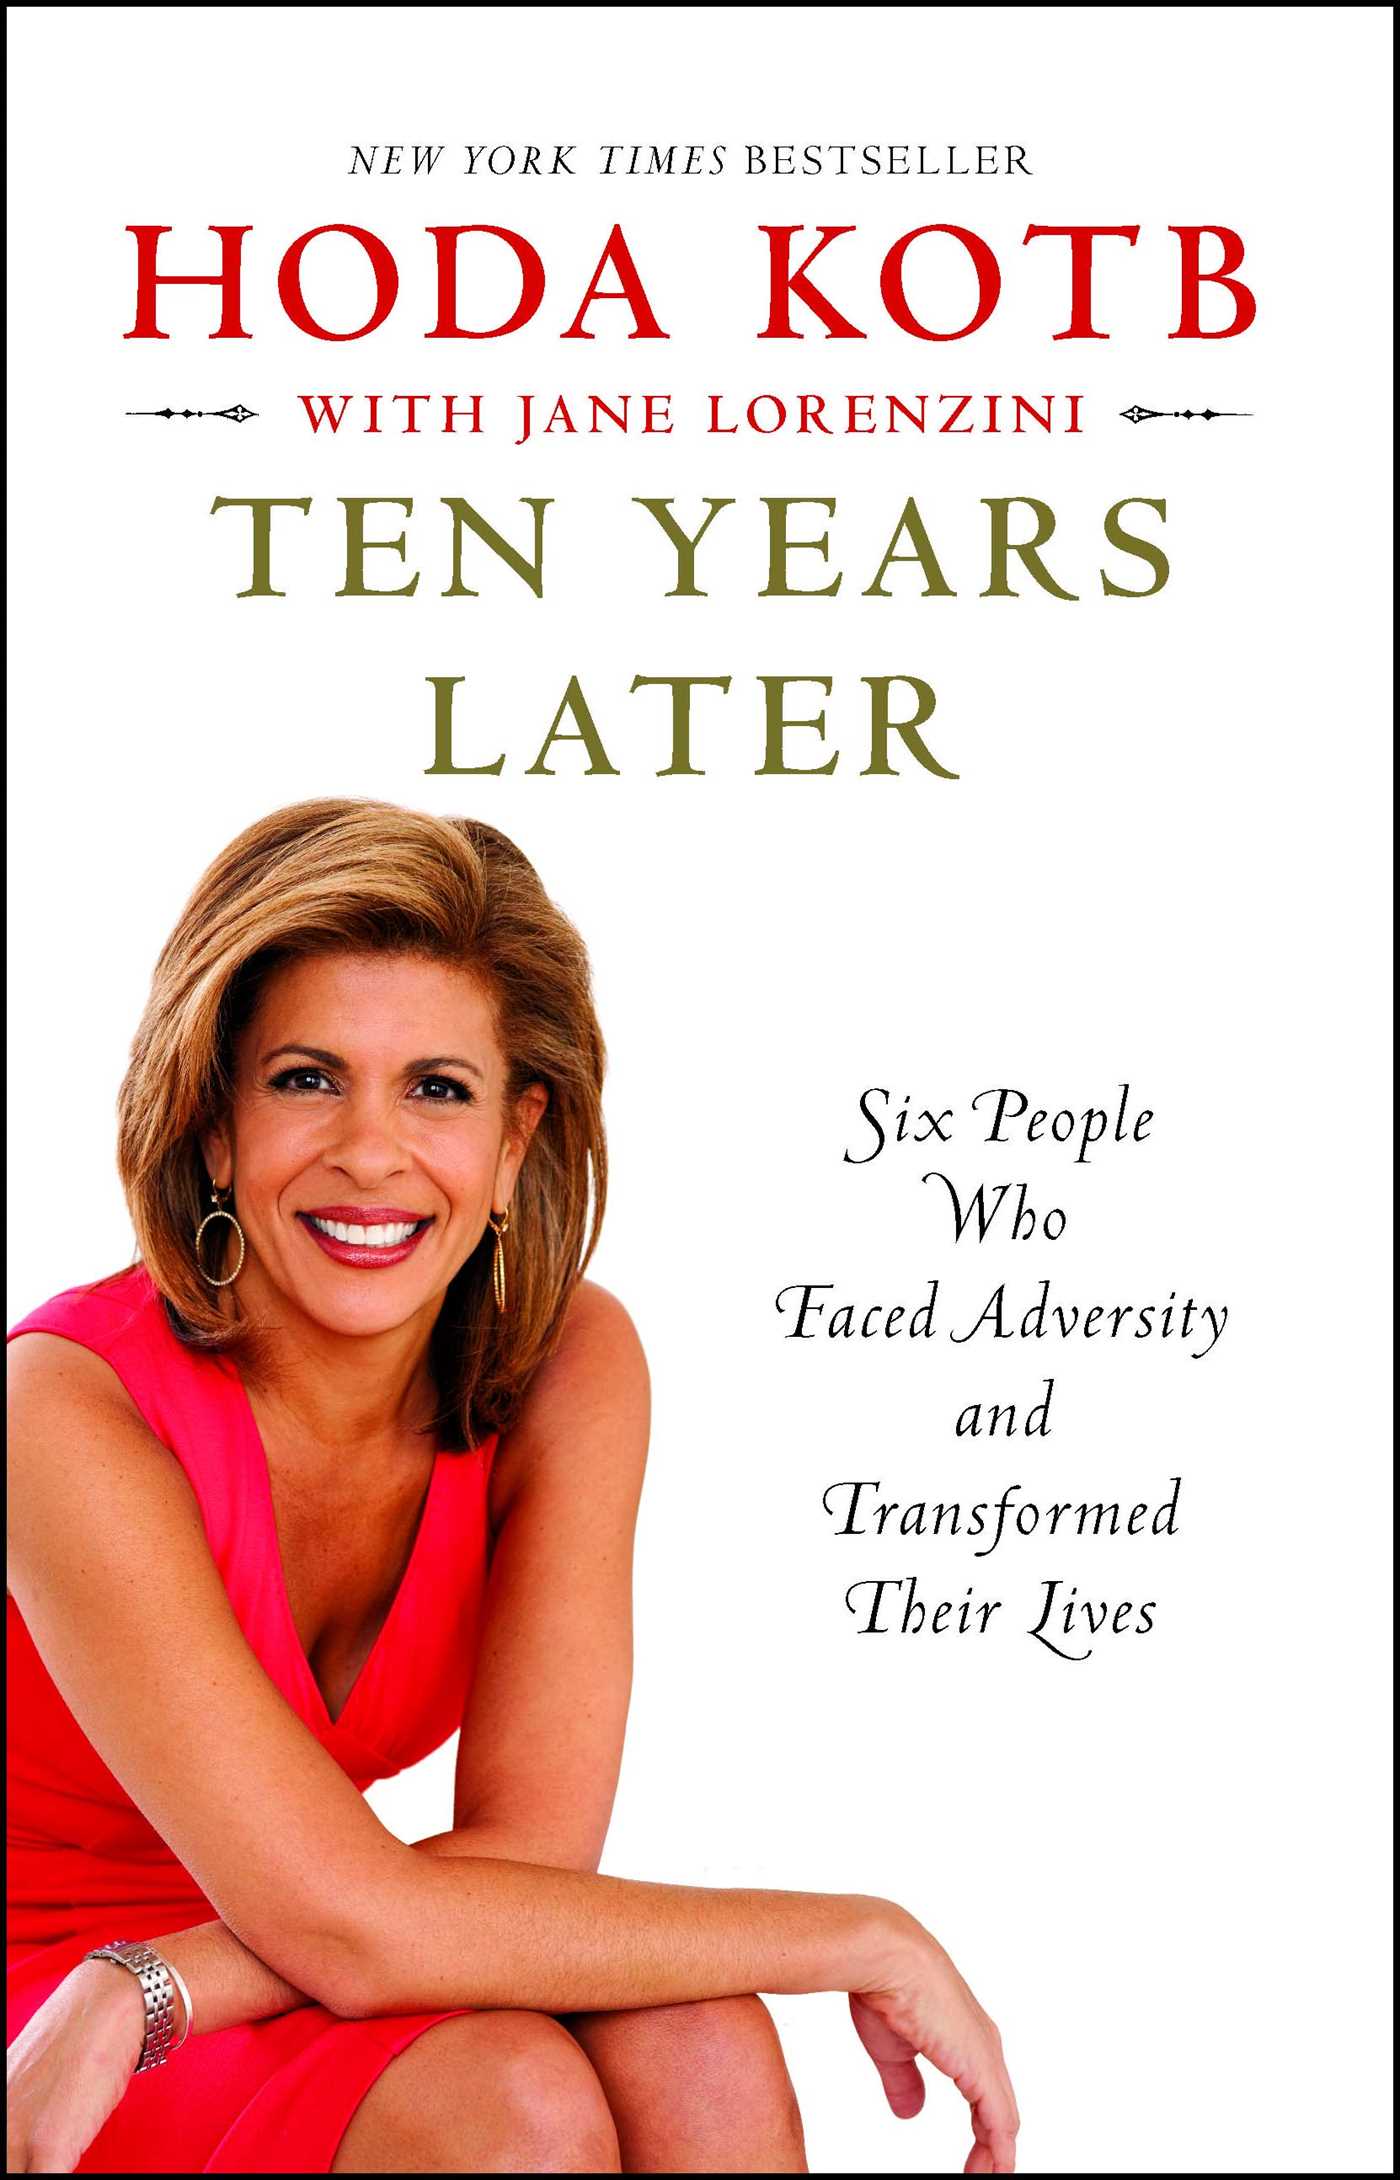 NEW YORK TIMES BESTSELLER
HODA KOTB
WITH JANE LORENZINI
TEN YEARS
LATER
Six People
Who
Faced Adversity
and
Transformed
Their Lives